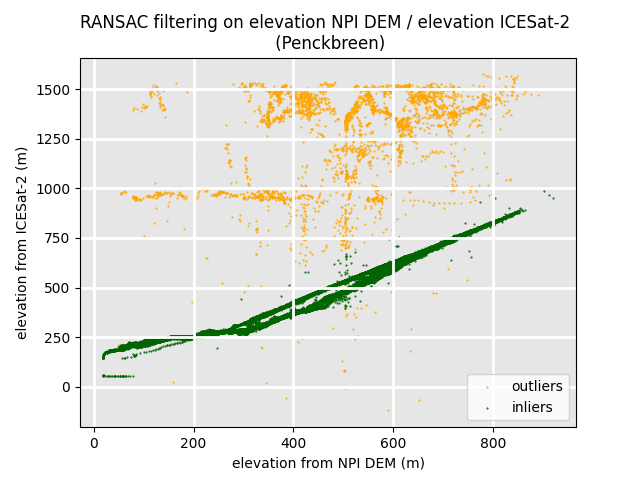 RANSAC filtering on elevation NPI DEM / elevation ICESat-2
(Penckbreen)
1500
1250
1000
750
500
250
0
elevation from ICESat-2 (m)
outliers
inliers
0 200 400 600 800
elevation from NPI DEM (m)